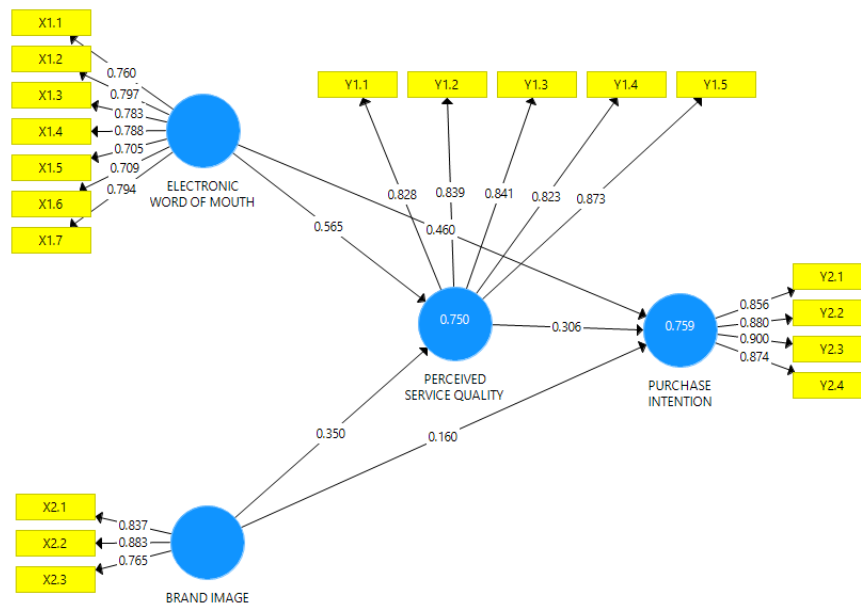 X1.1
X1.2
X1.3
X1.4
X1.5
X1.6
X1.7
0.760
0.797
0.783
0.788
0.705
0.709
0.794
ELECTRONIC
WORD OF MOUTH
Y1.1
Y1.2
Y1.3
Y1.4
Y1.5
0.828
0.839
0.841
0.823
0.873
0.565
0.460
0.750
PERCEIVED
SERVICE QUALITY
0.306
0.759
PURCHASE
INTENTION
0.856
0.880
0.900
0.874
Y2.1
Y2.2
Y2.3
Y2.4
0.350
0.160
X2.1
X2.2
X2.3
0.837
0.883
0.765
BRAND IMAGE